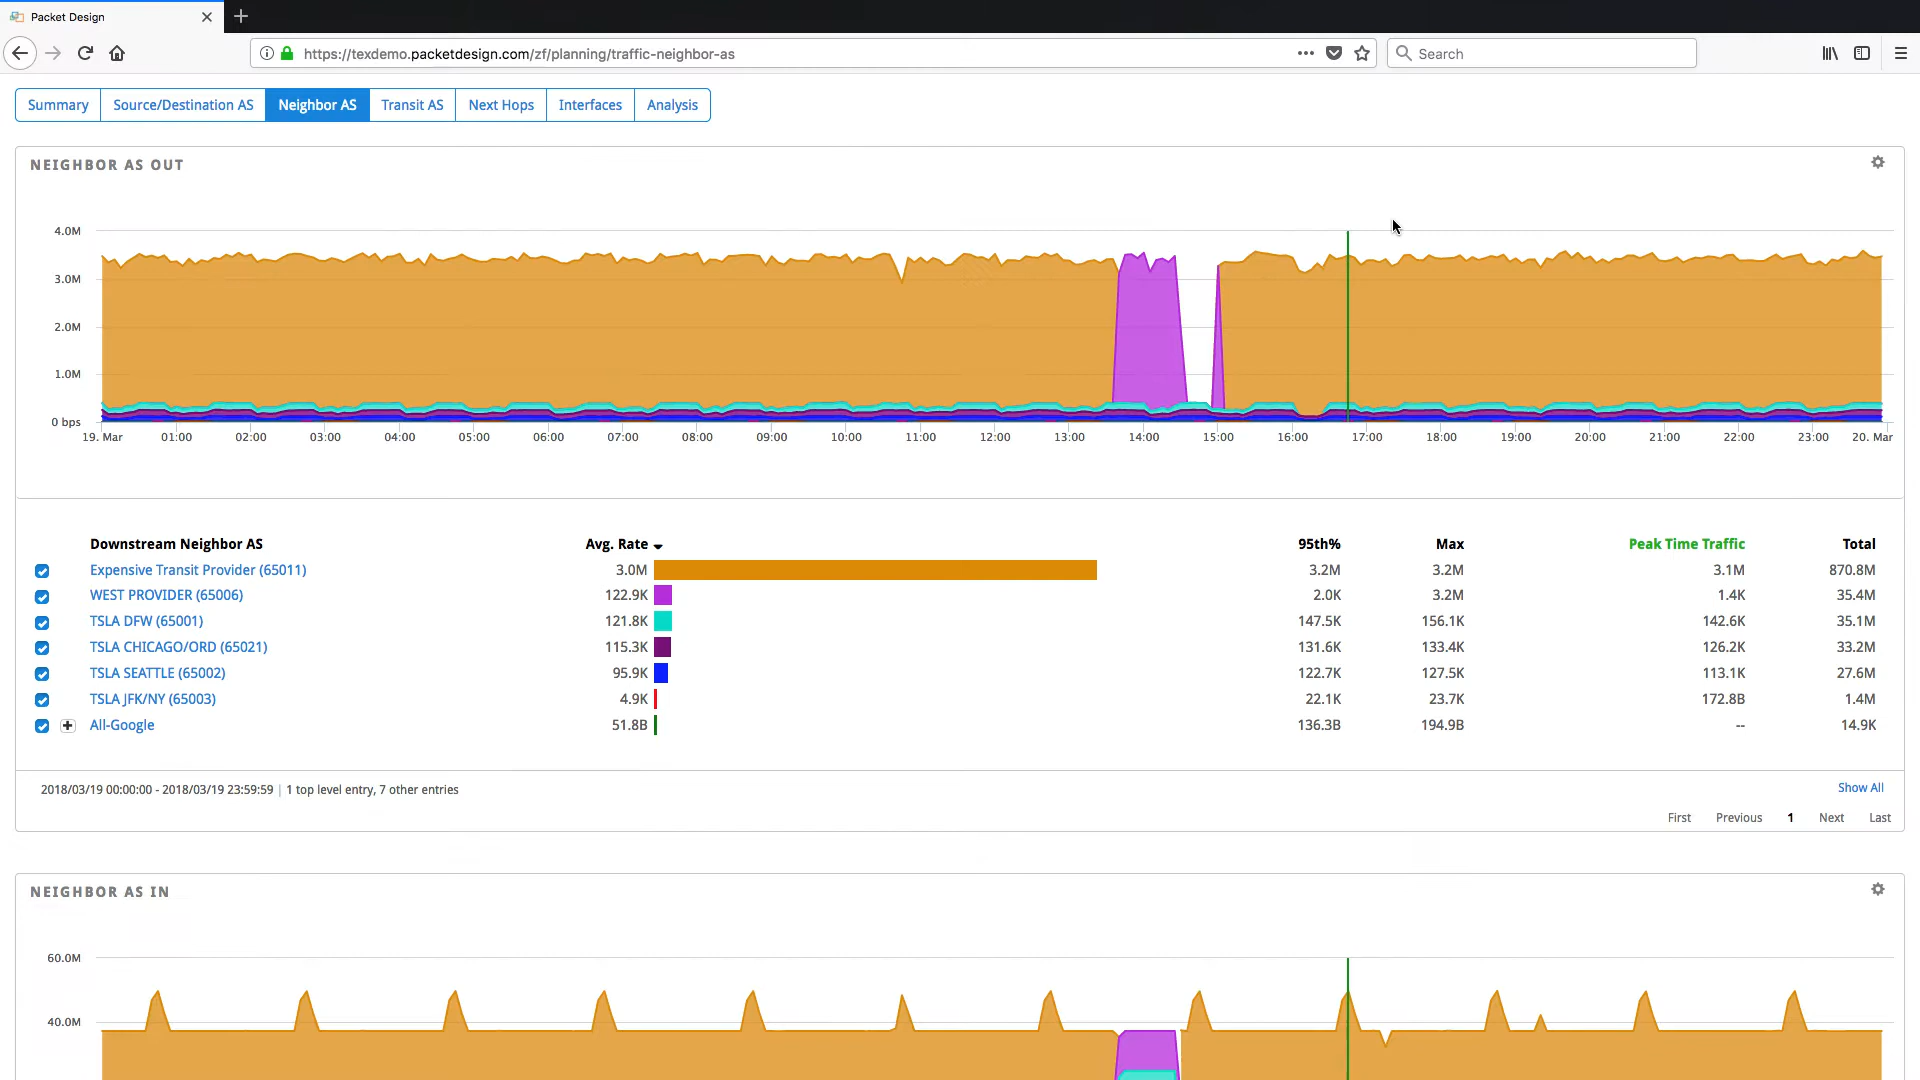 Packet Design
https://texdemo.packetdesign.com/zf/planning/traffic-neighbor-as
Search
Summary Source/Destination AS Neighbor AS Transit AS Next Hops Interfaces Analysis
NEIGHBOR AS OUT
4.0M
3.0M
2.0M
1.0M
0 bps
19. Mar 01:00 02:00 03:00 04:00 05:00 06:00 07:00 08:00 09:00 10:00 11:00 12:00 13:00 14:00 15:00 16:00 17:00 18:00 19:00 20:00 21:00 22:00 23:00 20. Mar
Downstream Neighbor AS Avg. Rate 95th% Max Peak Time Traffic Total
Expensive Transit Provider (65011) 3.0M 3.2M 3.2M 3.1M 870.8M
WEST PROVIDER (65006) 122.9K 2.0K 3.2M 1.4K 35.4M
TSLA DFW (65001) 121.8K 147.5K 156.1K 142.6K 35.1M
TSLA CHICAGO/ORD (65021) 115.3K 131.6K 133.4K 126.2K 33.2M
TSLA SEATTLE (65002) 95.9K 122.7K 127.5K 113.1K 27.6M
TSLA JFK/NY (65003) 4.9K 22.1K 23.7K 172.8B 1.4M
All-Google 51.8B 136.3B 194.9B -- 14.9K
2018/03/19 00:00:00 - 2018/03/19 23:59:59 | 1 top level entry, 7 other entries
Show All
First Previous 1 Next Last
NEIGHBOR AS IN
60.0M
40.0M